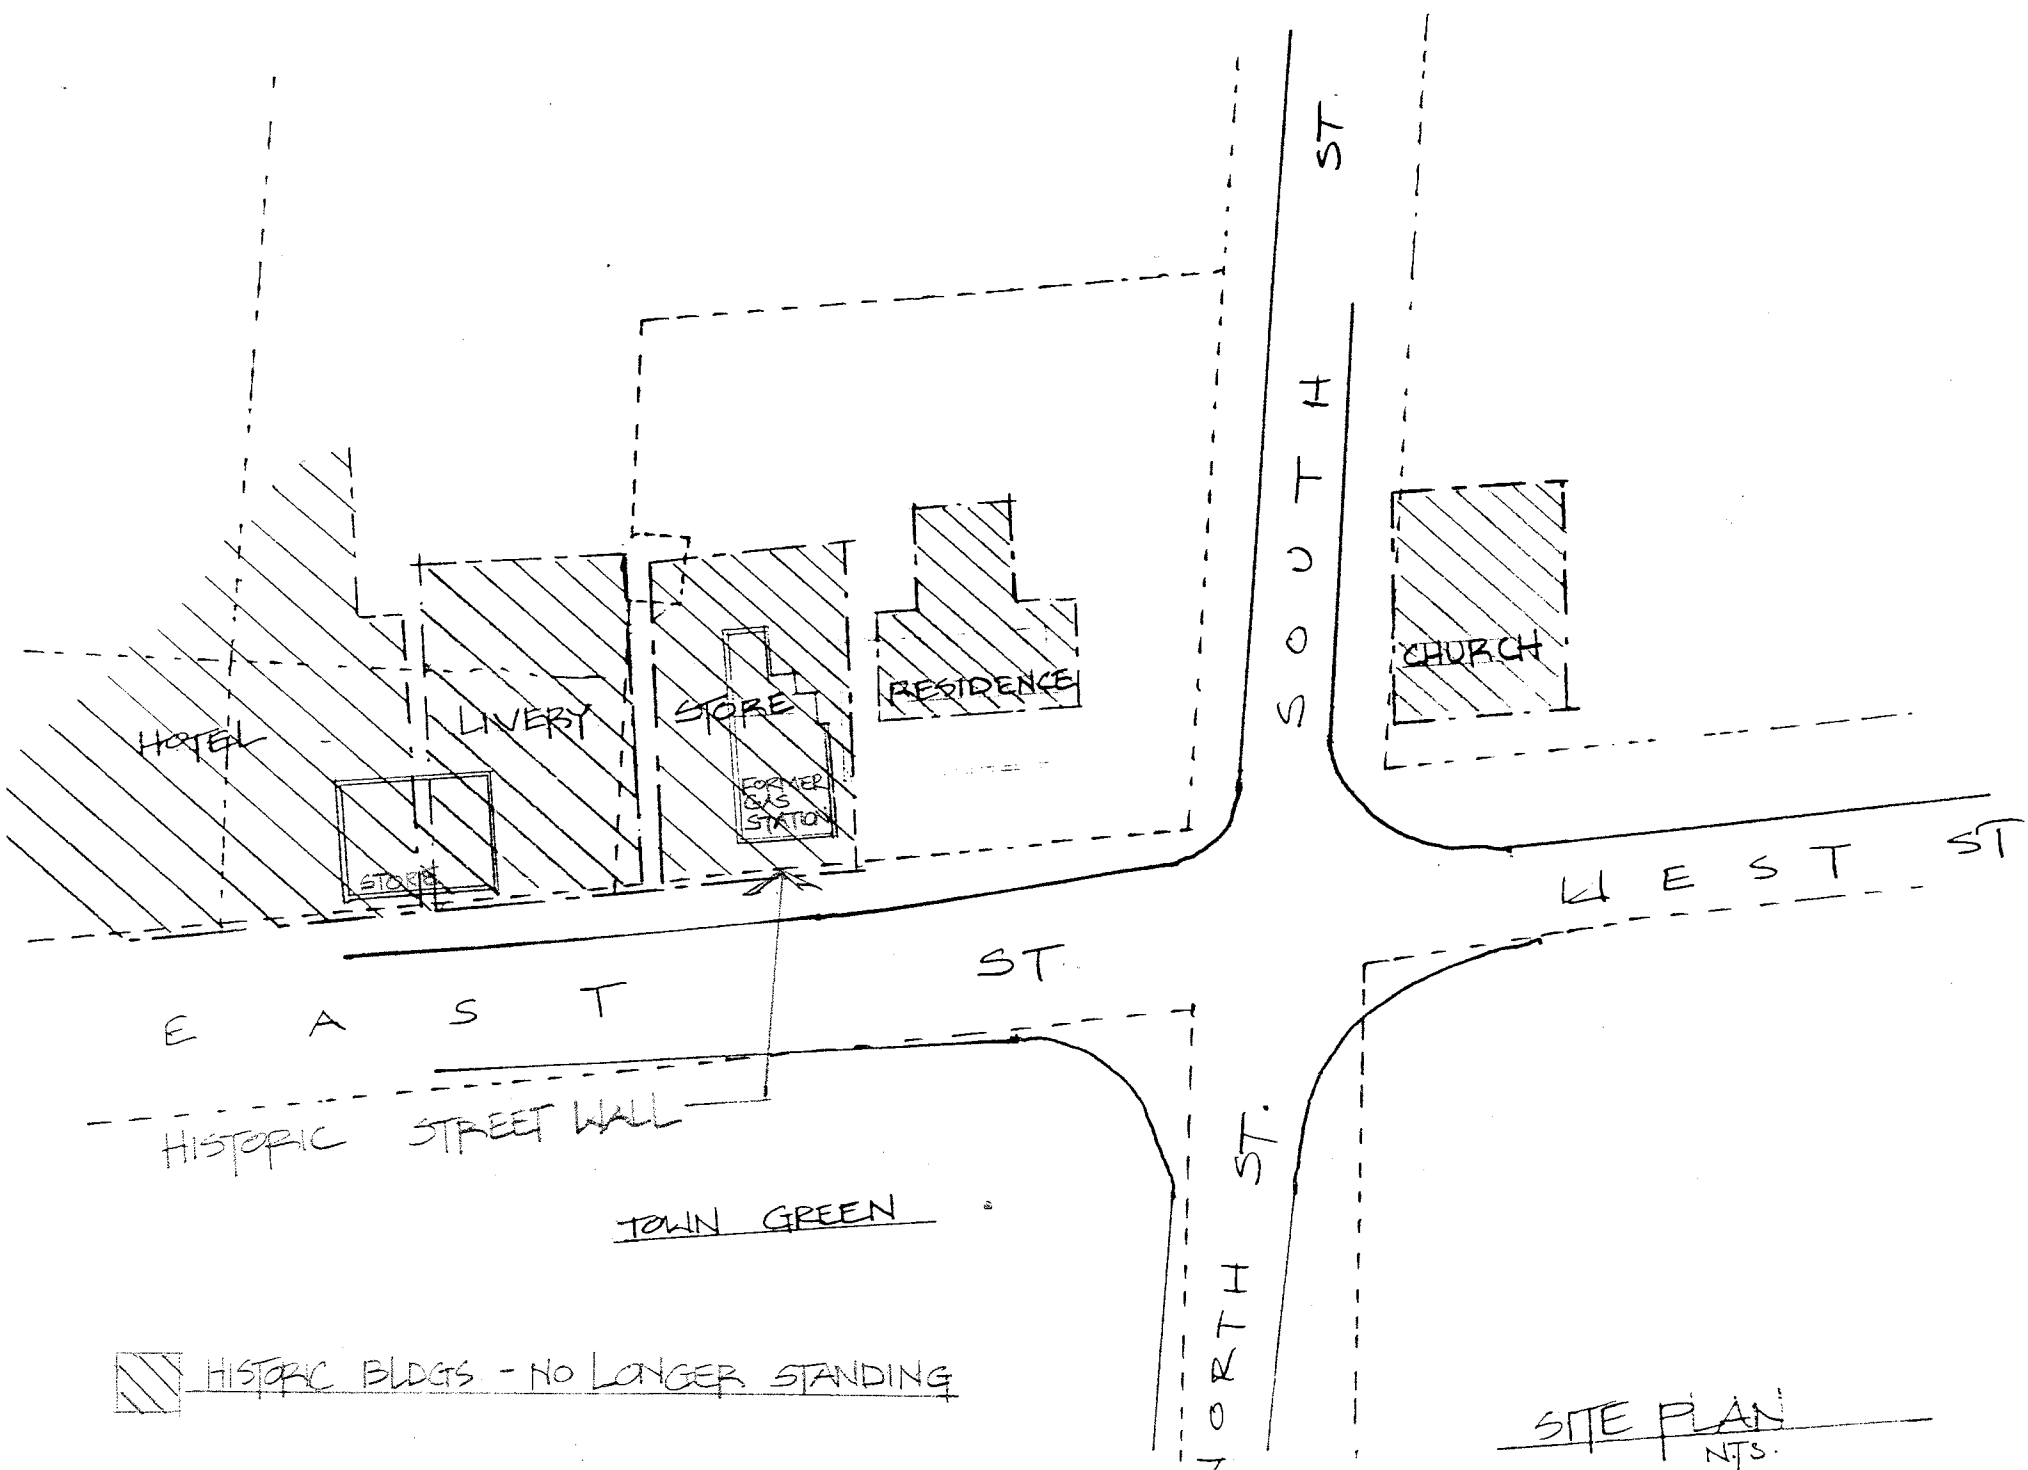 SOUTH ST.
CHURCH
RESIDENCE
STORE
LIVERY
HOTEL
FORMER
GAS
STATION
STORE
WEST ST
EAST ST.
HISTORIC STREET WALL
NORTH ST.
TOWN GREEN
HISTORIC BLDGS - NO LONGER STANDING
SITE PLAN
N.T.S.